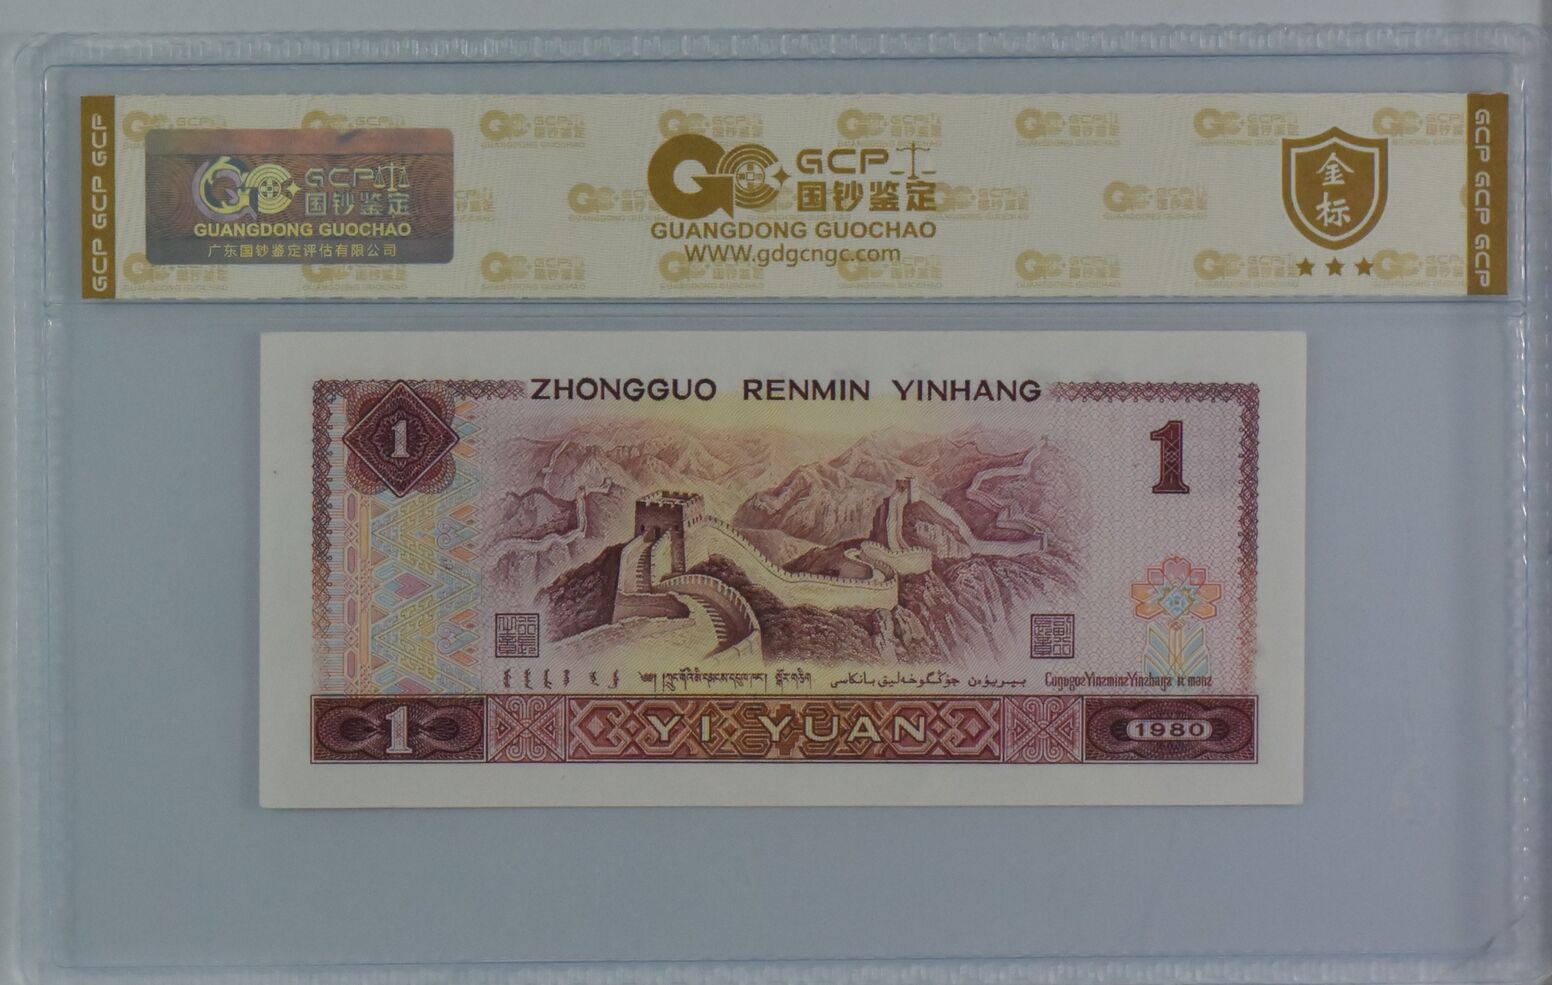 GCP GCP GCP
GCP 国钞鉴定
GUANGDONG GUOCHAO
广东国钞鉴定评估有限公司
GCP
国钞鉴定
GUANGDONG GUOCHAO
WWW.gdgcngc.com
金标
GCP GCP GCP
ZHONGGUO RENMIN YINHANG
1
1
1
YI YUAN
1980